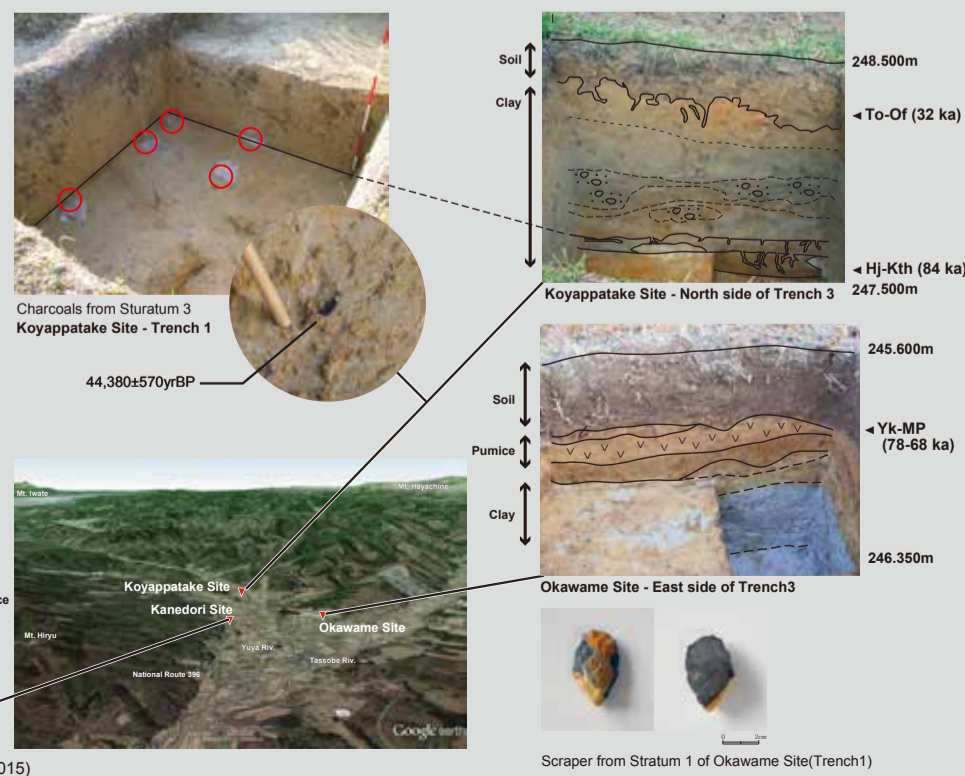 Charcoals from Sturatum 3
Koyappatake Site - Trench 1
44,380±570yrBP
Soil
Clay
248.500m
◄ To-Of (32 ka)
◄ Hj-Kth (84 ka)
247.500m
Koyappatake Site - North side of Trench 3
245.600m
Soil
Pumice
Clay
◄ Yk-MP
(78-68 ka)
246.350m
Okawame Site - East side of Trench3
Mt. Iwate
Mt. Hayachine
Koyappatake Site
Kanedori Site
Okawame Site
Mt. Hiryu
Yuya Riv.
Tassobe Riv.
National Route 396
Google earth
0 2cm
Scraper from Stratum 1 of Okawame Site(Trench1)
015)